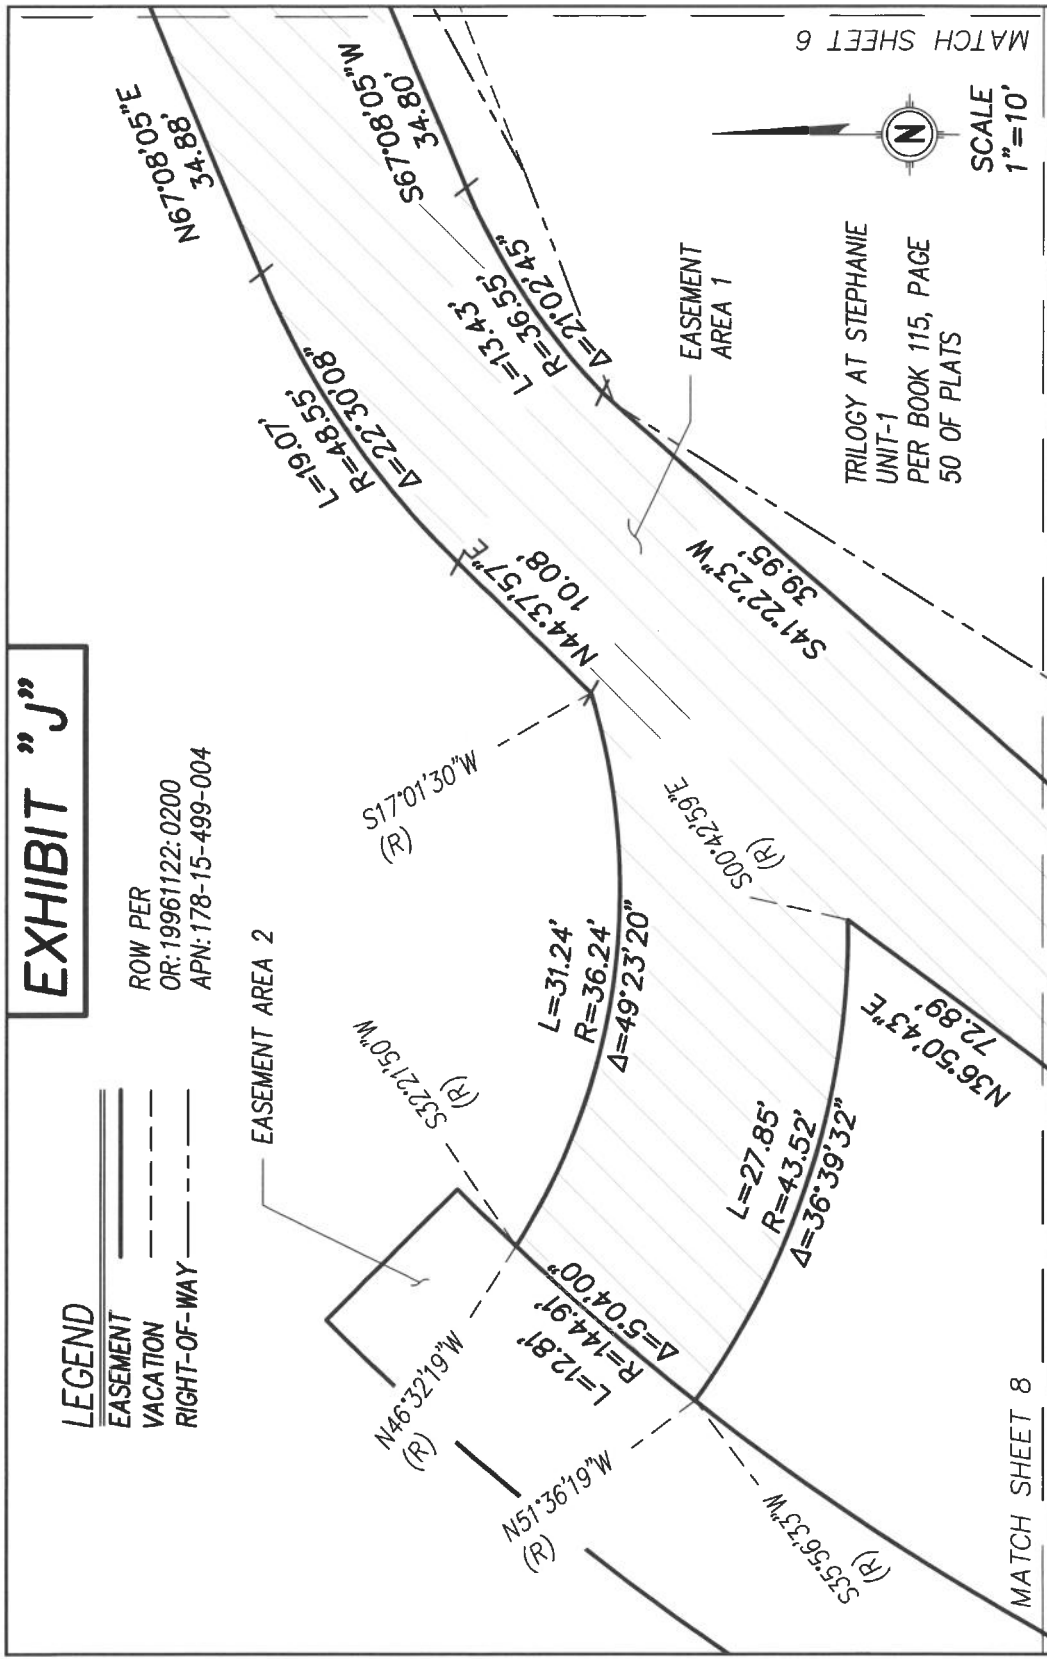 EXHIBIT "J"
LEGEND
EASEMENT
VACATION
RIGHT-OF-WAY
ROW PER
OR:19961122:0200
APN:178-15-499-004
EASEMENT AREA 2
N67°08'05"E
34.88'
S67°08'05"W
34.80'
L=19.07'
R=48.55'
Δ=22°30'08"
L=13.43'
R=36.55'
Δ=21°02'45"
N44°37'57"E
10.08'
S17°01'30"W
(R)
EASEMENT
AREA 1
S41°22'23"W
39.95'
S32°21'50"W
(R)
L=31.24'
R=36.24'
Δ=49°23'20"
S00°42'59"E
(R)
N46°32'19"W
(R)
L=12.81'
R=144.91'
Δ=5°04'00"
N51°36'19"W
(R)
L=27.85'
R=43.52'
Δ=36°39'32"
N36°50'43"E
72.89'
S35°56'33"W
(R)
TRILOGY AT STEPHANIE
UNIT-1
PER BOOK 115, PAGE
50 OF PLATS
N
SCALE
1"=10'
MATCH SHEET 6
MATCH SHEET 8